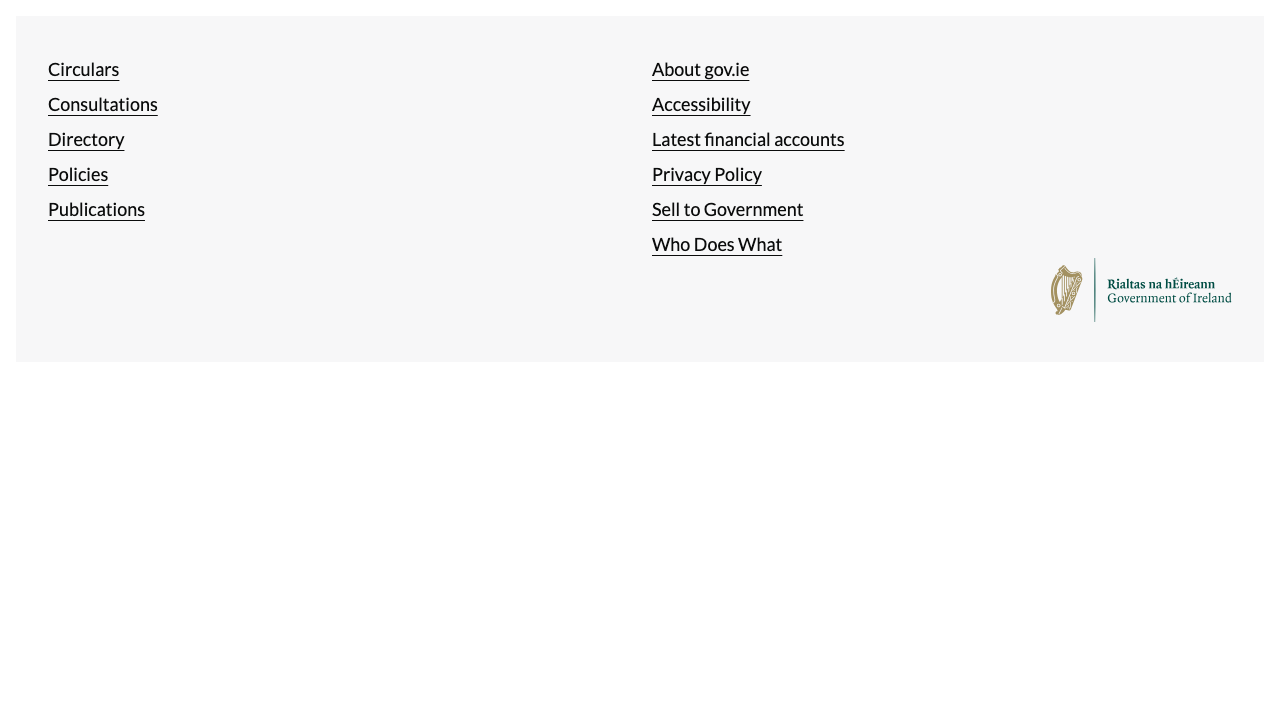 Circulars
Consultations
Directory
Policies
Publications
About gov.ie
Accessibility
Latest financial accounts
Privacy Policy
Sell to Government
Who Does What
Rialtas na hÉireann
Government of Ireland